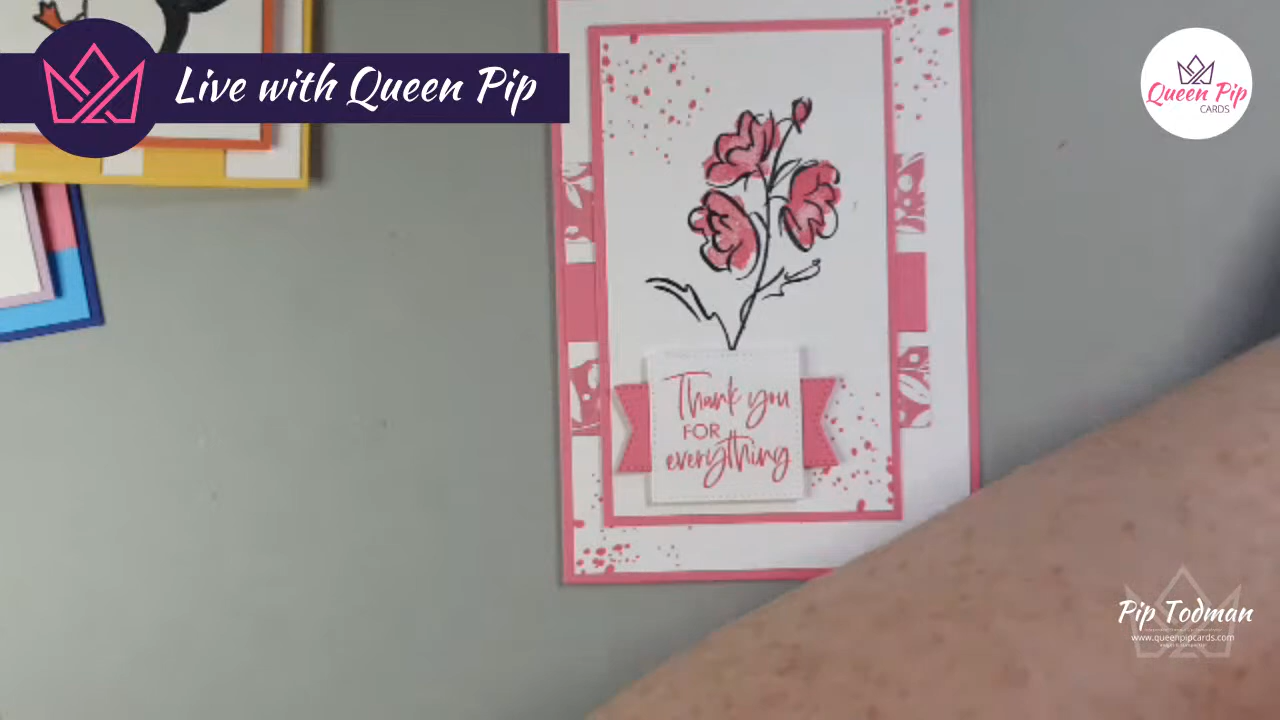 Live with Queen Pip
Queen Pip
CARDS
Thank you
FOR
everything
Pip Todman
www.queenpipcards.com